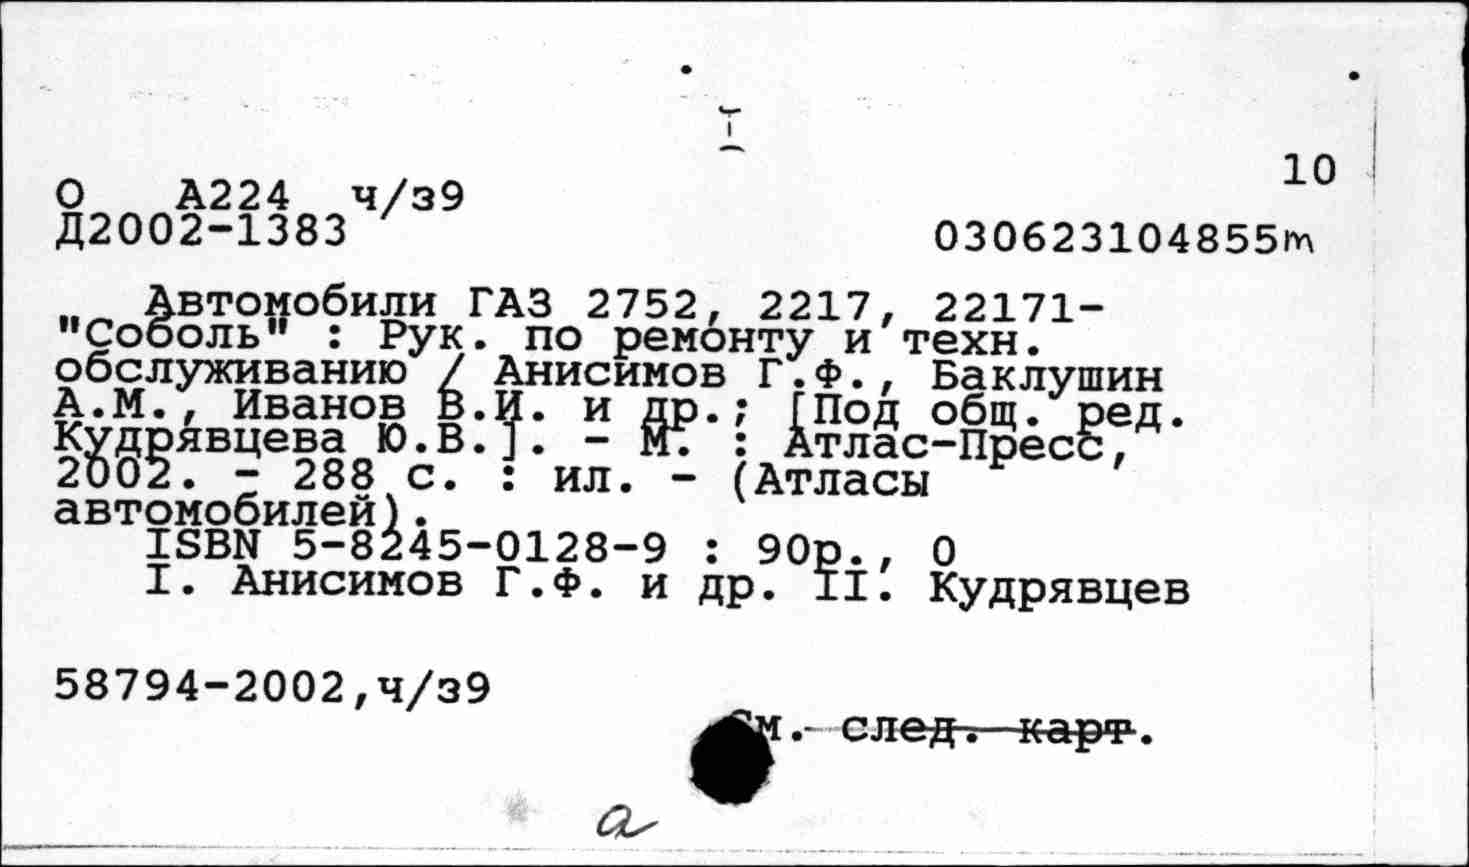 10
О А224 ч/з9
Д2002-1383
030623104855m
Автомобили ГАЗ 2752, 2217, 22171-
"Соболь" : Рук. по ремонту и техн.
обслуживанию / Анисимов Г.Ф., Баклушин
А.М., Иванов В.И. и др.; [Под общ. ред.
Кудрявцева Ю.В.]. - М. : Атлас-Пресс,
2002. - 288 с. : ил. - (Атласы
автомобилей).
ISBN 5-8245-0128-9 : 90р., 0
I. Анисимов Г.Ф. и др. II. Кудрявцев
58794-2002,ч/з9
См. след. карт.
а